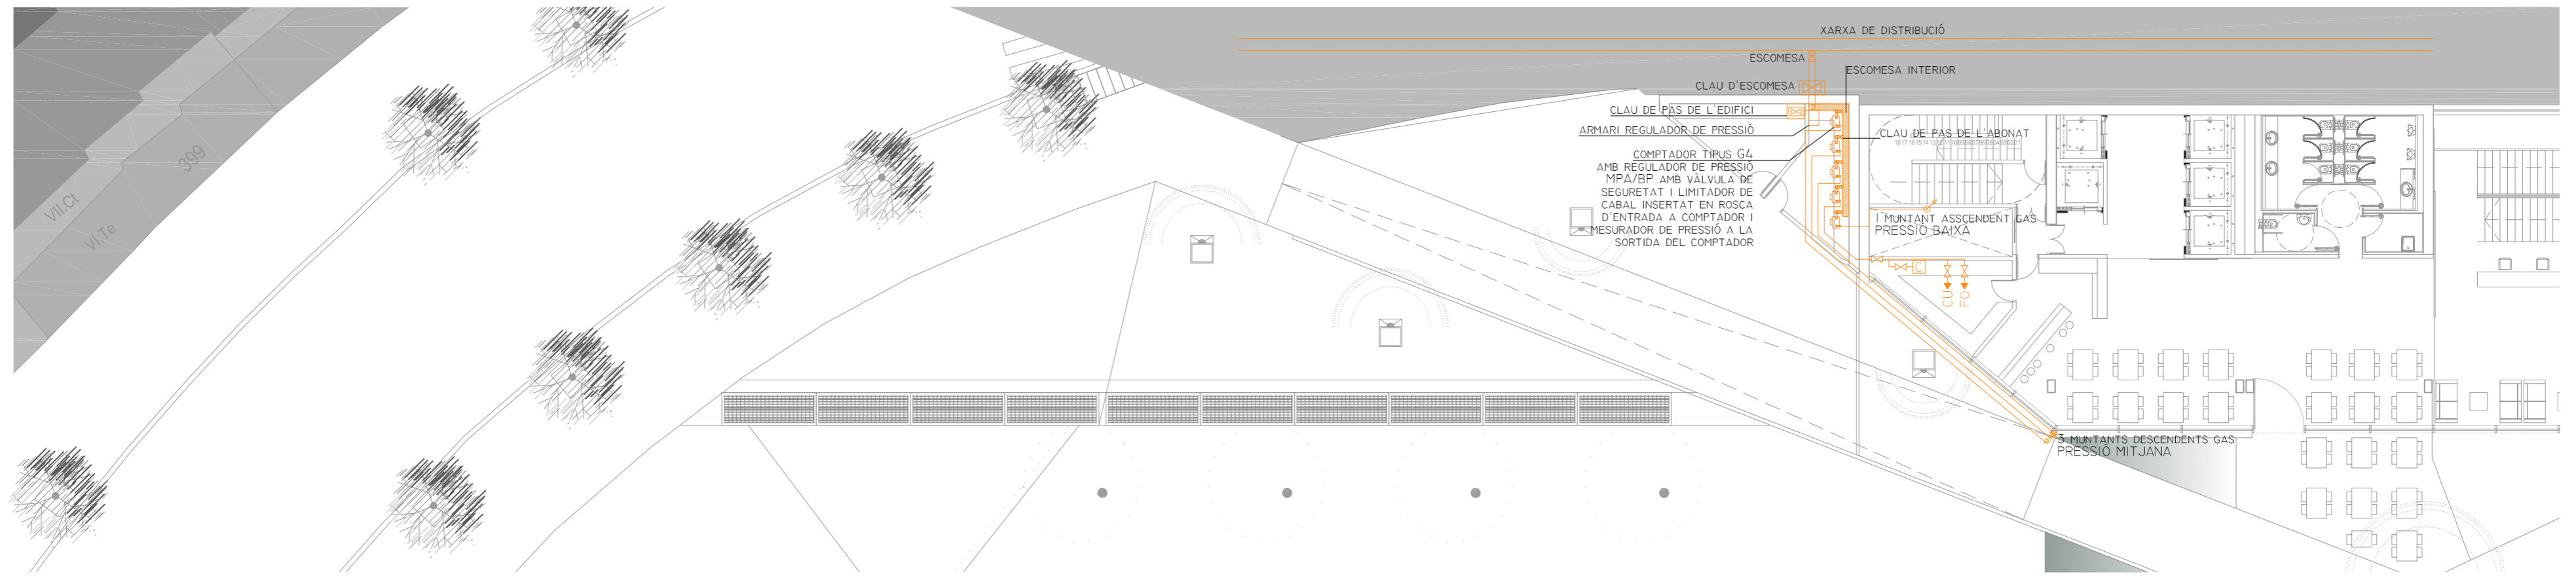 XARXA DE DISTRIBUCIÓ
ESCOMESA
ESCOMESA INTERIOR
CLAU D'ESCOMESA
CLAU DE PAS DE L'EDIFICI
ARMARI REGULADOR DE PRESSIÓ
CLAU DE PAS DE L'ABONAT
COMPTADOR TIPUS G4
AMB REGULADOR DE PRESSIÓ
MPA/BP AMB VÀLVULA DE
SEGURETAT I LIMITADOR DE
CABAL INSERTAT EN ROSCA
D'ENTRADA A COMPTADOR I
MESURADOR DE PRESSIÓ A LA
SORTIDA DEL COMPTADOR
1 MUNTANT ASSCENDENT GAS
PRESSIÓ BAIXA
C
CU
FO
3 MUNTANTS DESCENDENTS GAS
PRESSIÓ MITJANA
399
VII.Ct
VI.Te